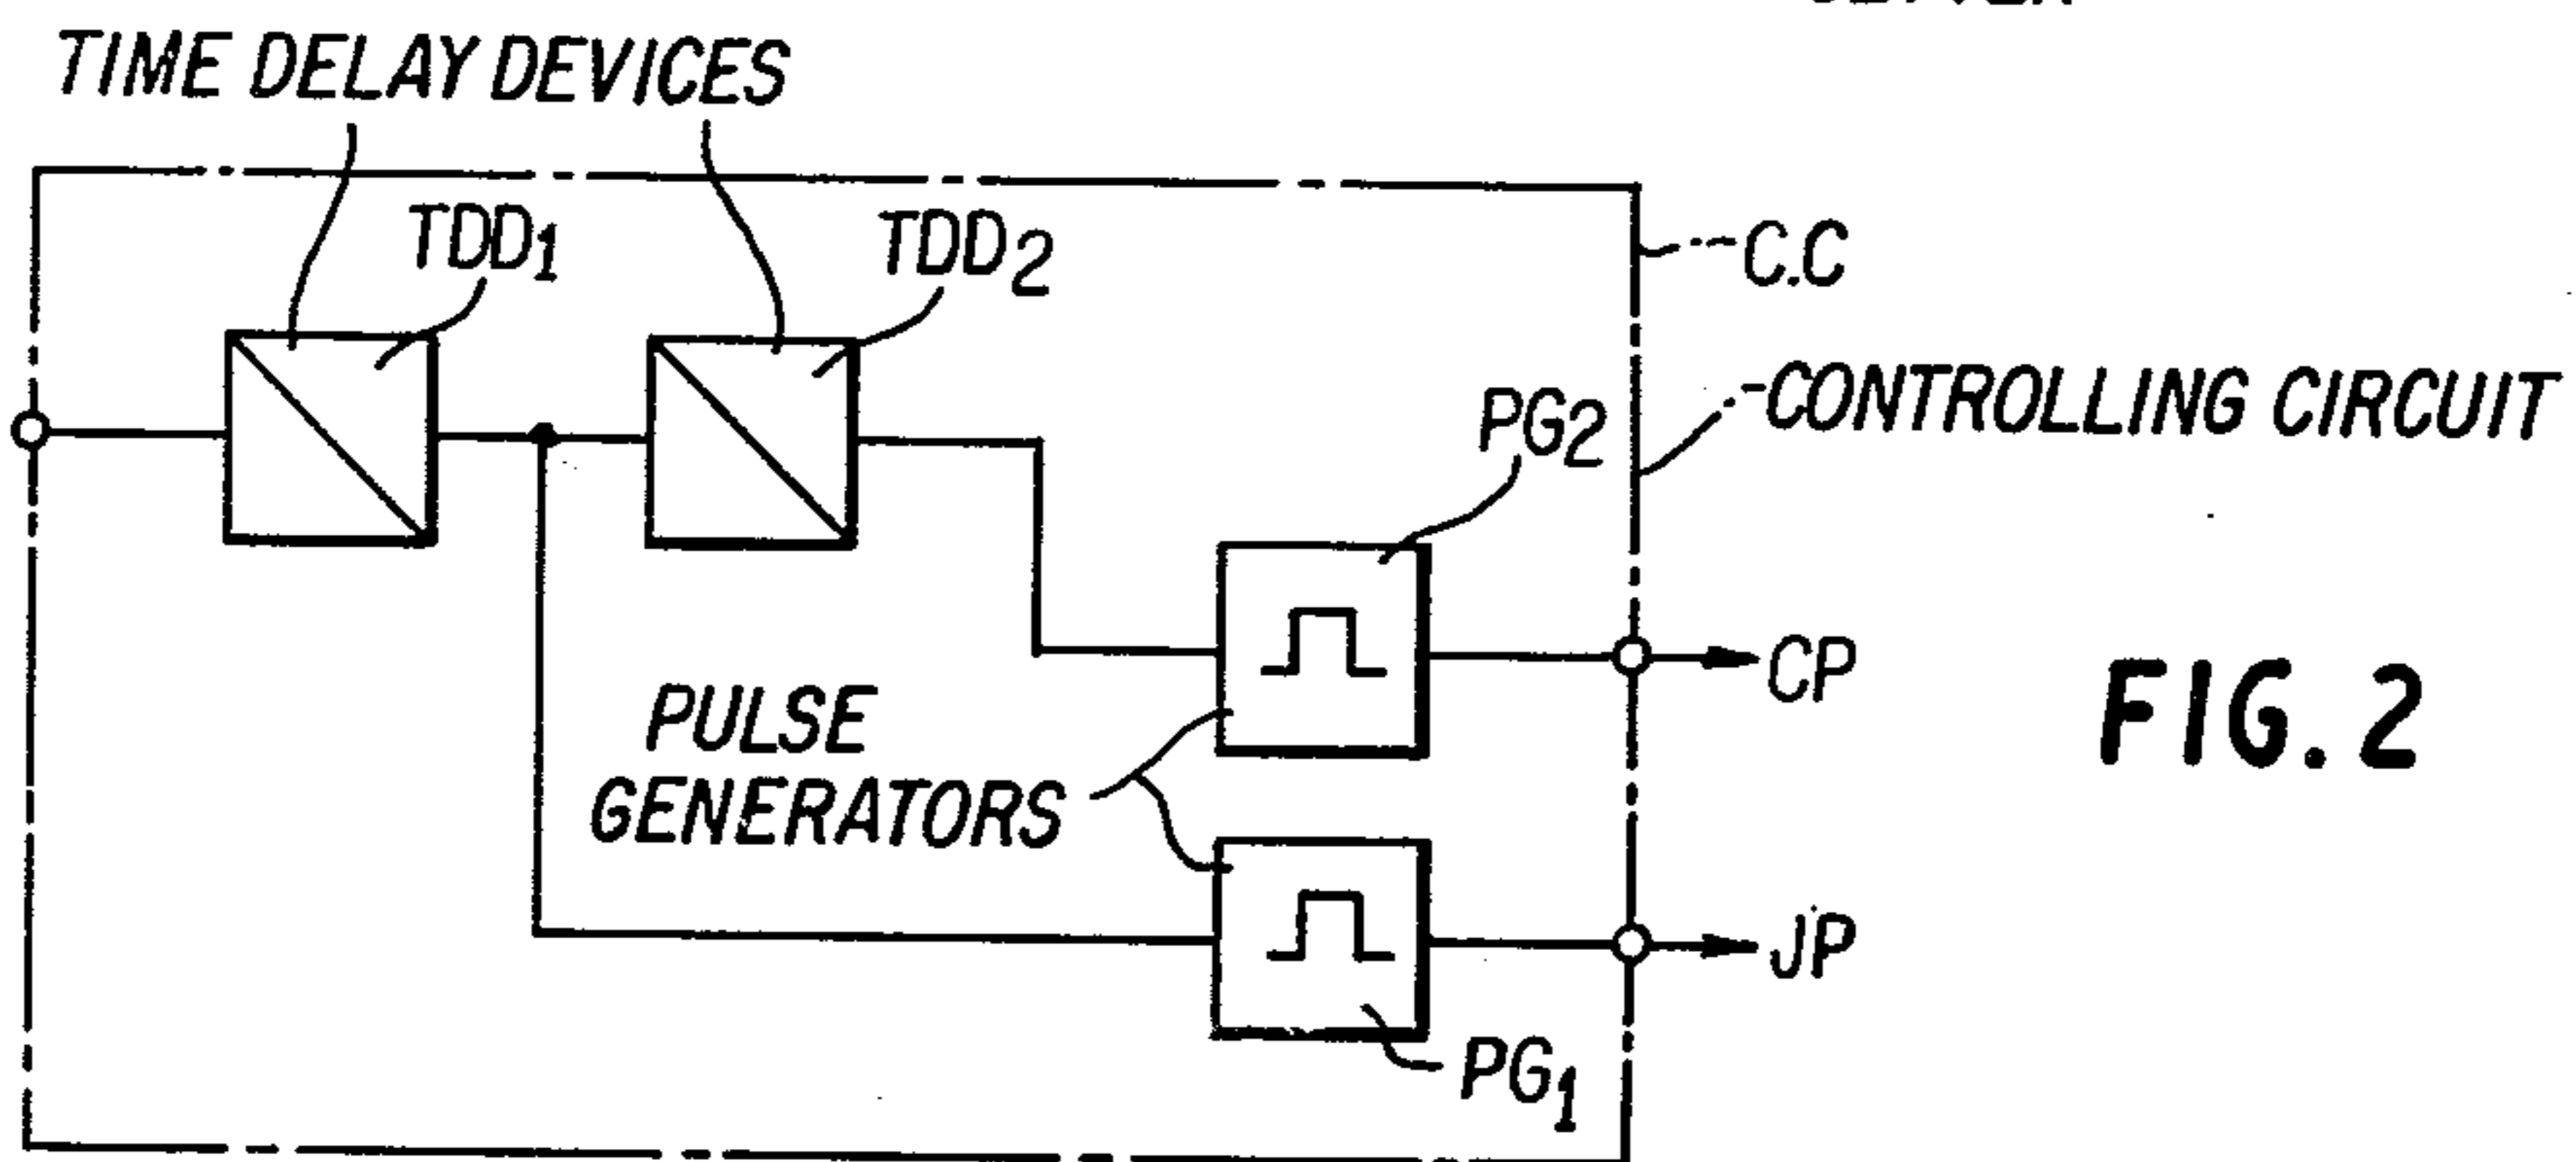 TIME DELAY DEVICES
TDD1
TDD2
C.C
CONTROLLING CIRCUIT
PG2
CP
FIG. 2
PULSE
GENERATORS
JP
PG1